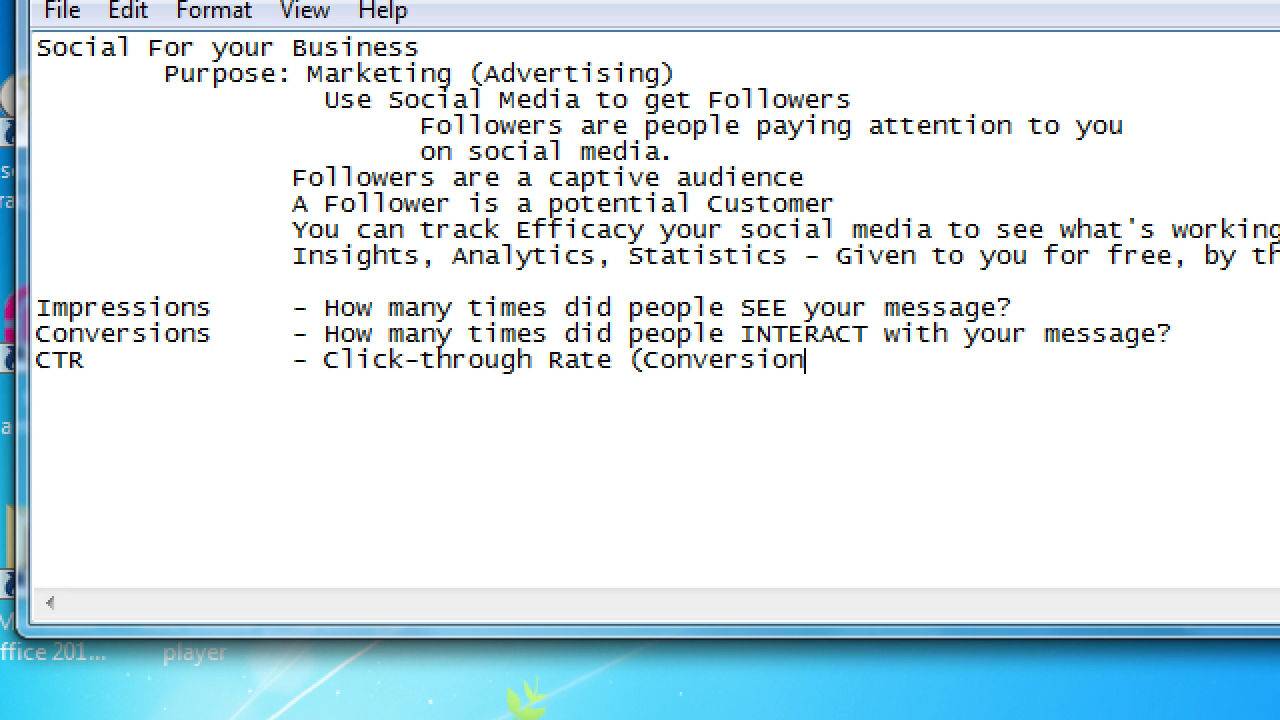 File Edit Format View Help
Social For your Business
Purpose: Marketing (Advertising)
Use Social Media to get Followers
Followers are people paying attention to you
on social media.
Followers are a captive audience
A Follower is a potential Customer
You can track Efficacy your social media to see what's working
Insights, Analytics, Statistics - Given to you for free, by th
Impressions - How many times did people SEE your message?
Conversions - How many times did people INTERACT with your message?
CTR - Click-through Rate (Conversion
ffice 201... player